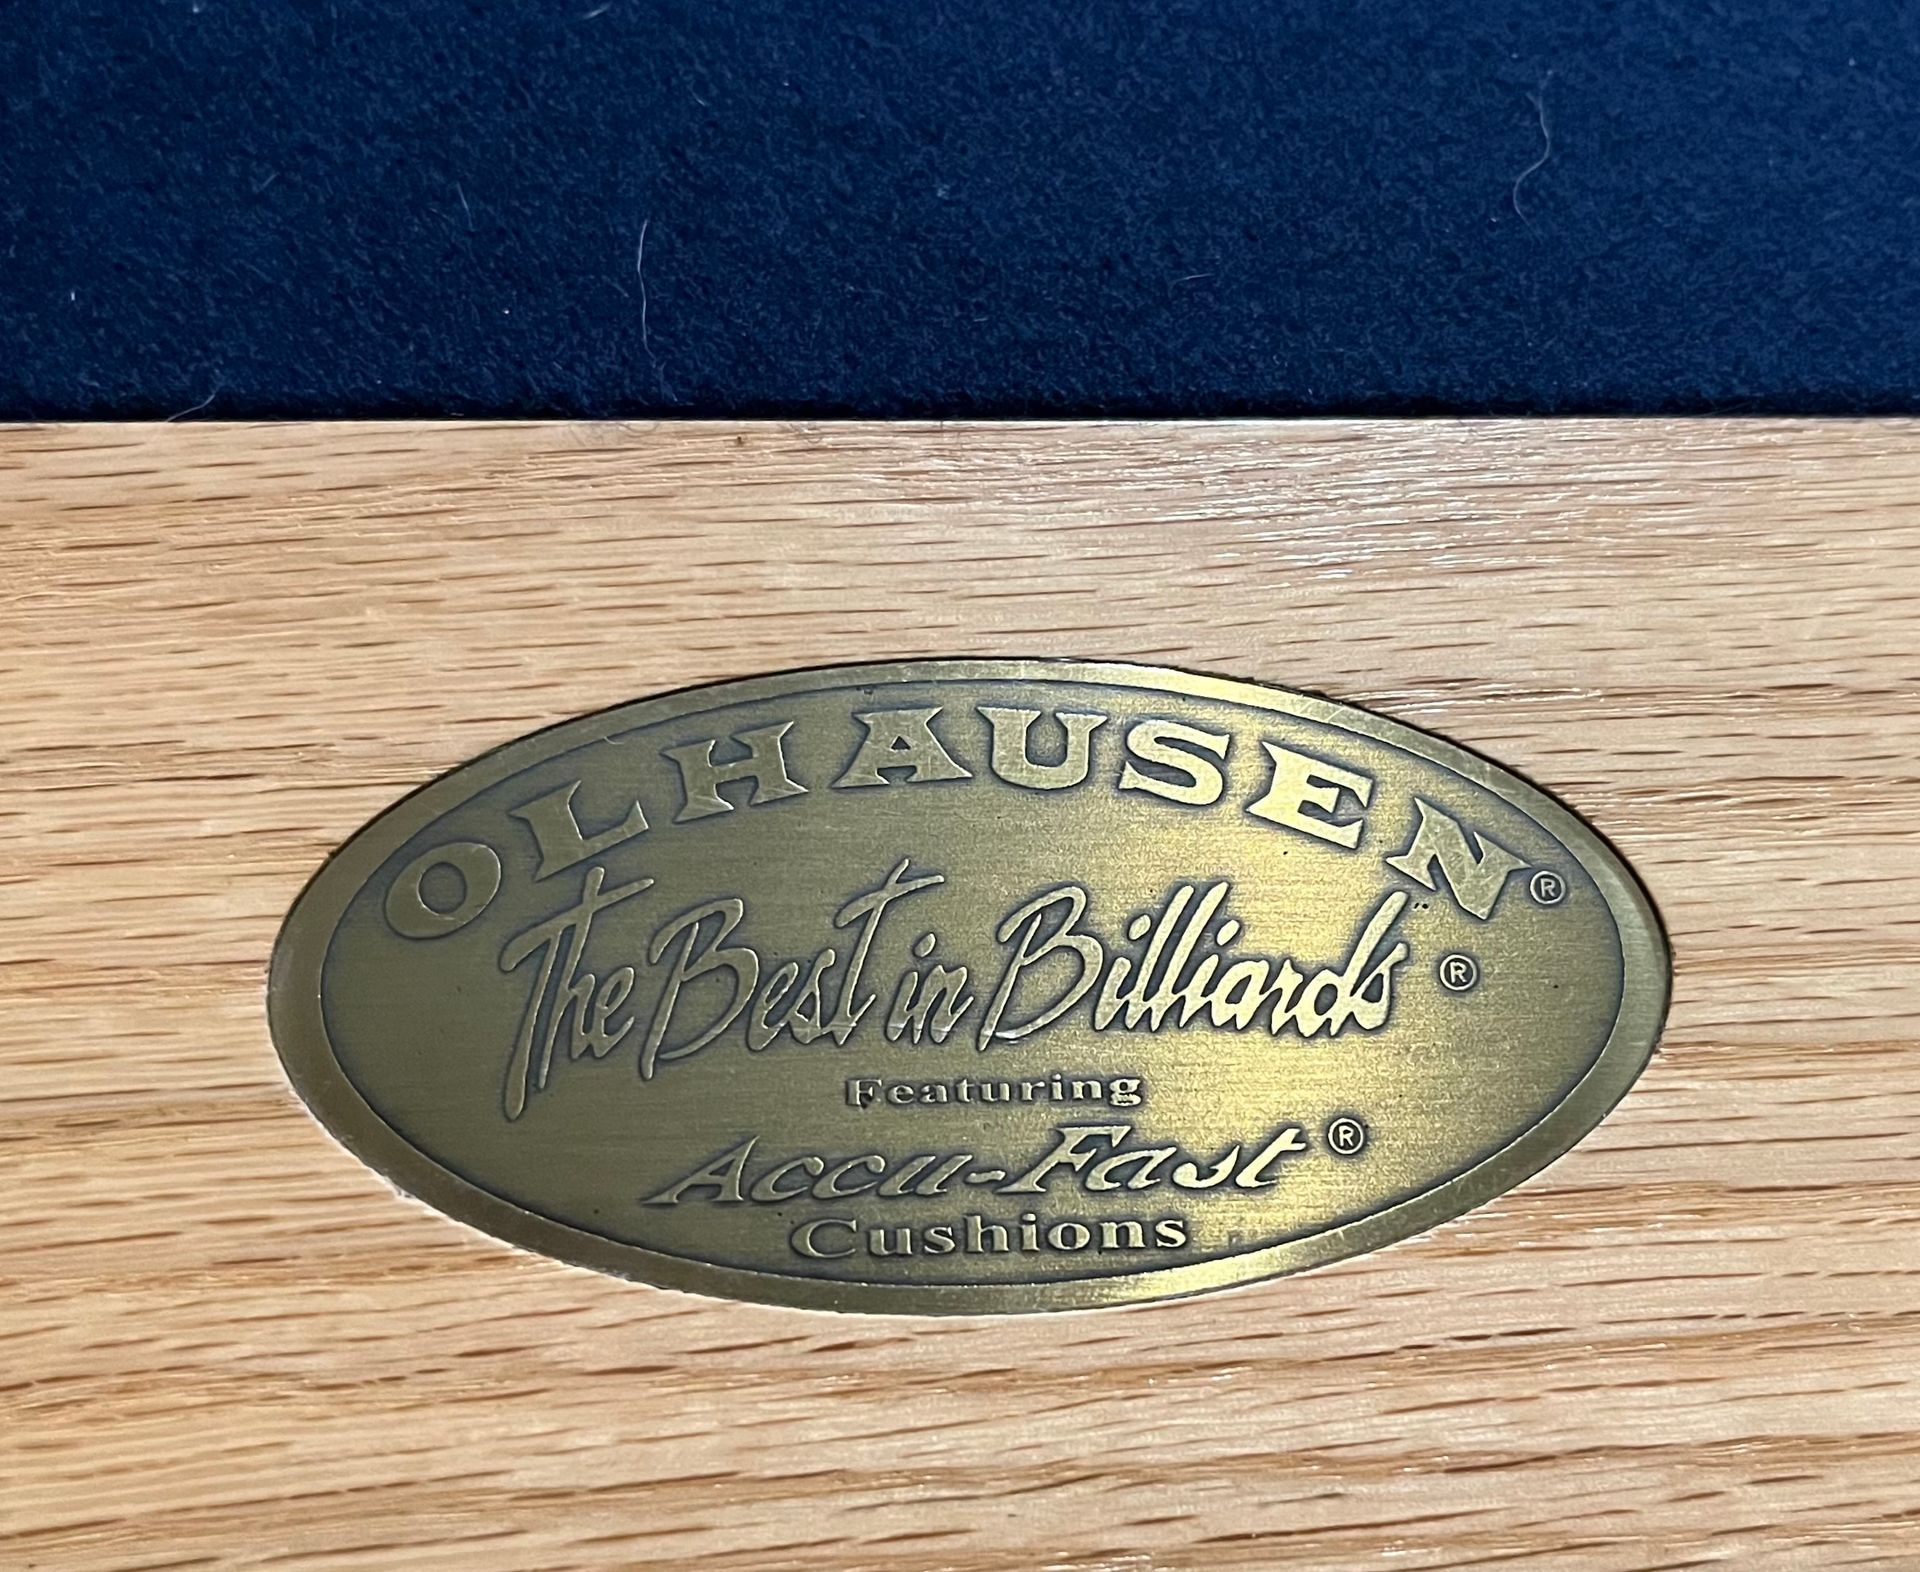 OLHAUSEN®
The Best in Billiards®
Featuring
Accu-Fast®
Cushions